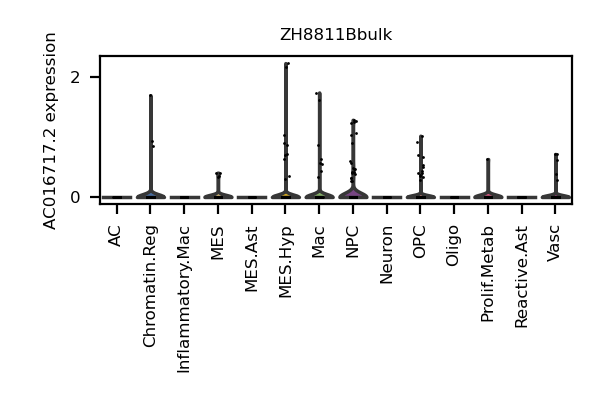 ZH8811Bbulk
AC016717.2 expression
2
0
AC
Chromatin.Reg
Inflammatory.Mac
MES
MES.Ast
MES.Hyp
Mac
NPC
Neuron
OPC
Oligo
Prolif.Metab
Reactive.Ast
Vasc